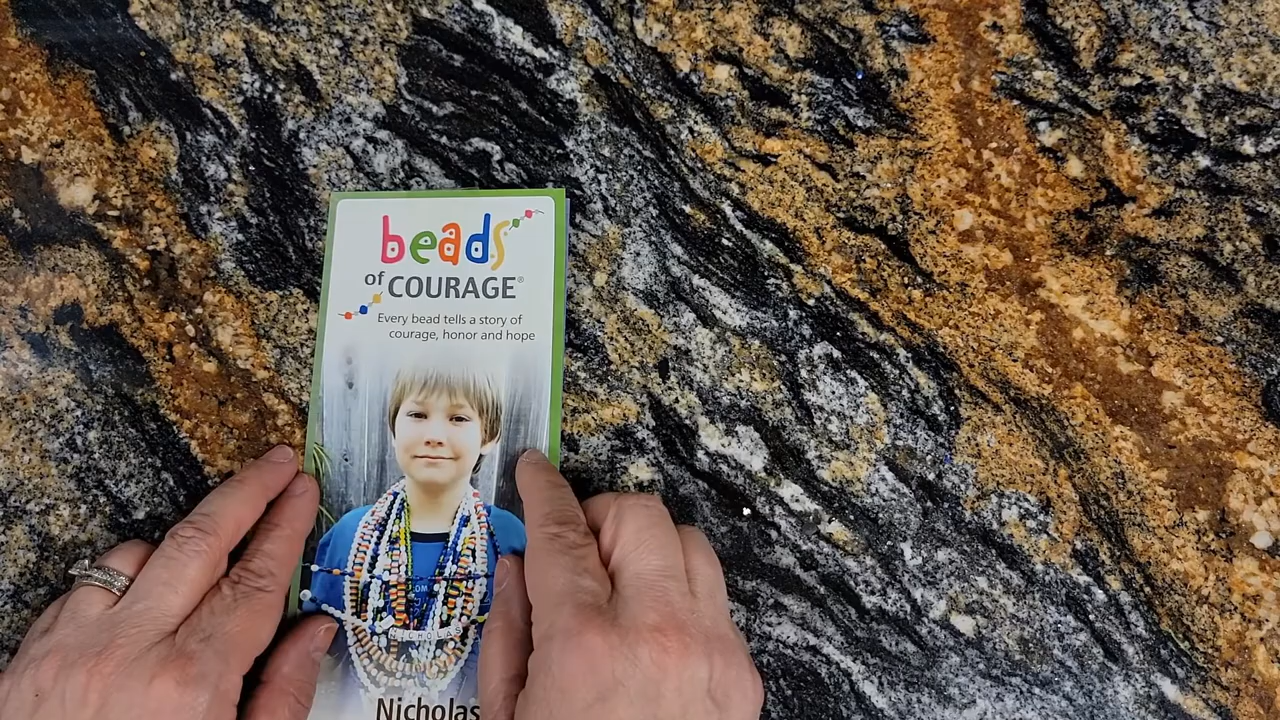 beads
of COURAGE®
Every bead tells a story of
courage, honor and hope
NICHOLAS
Nicholas